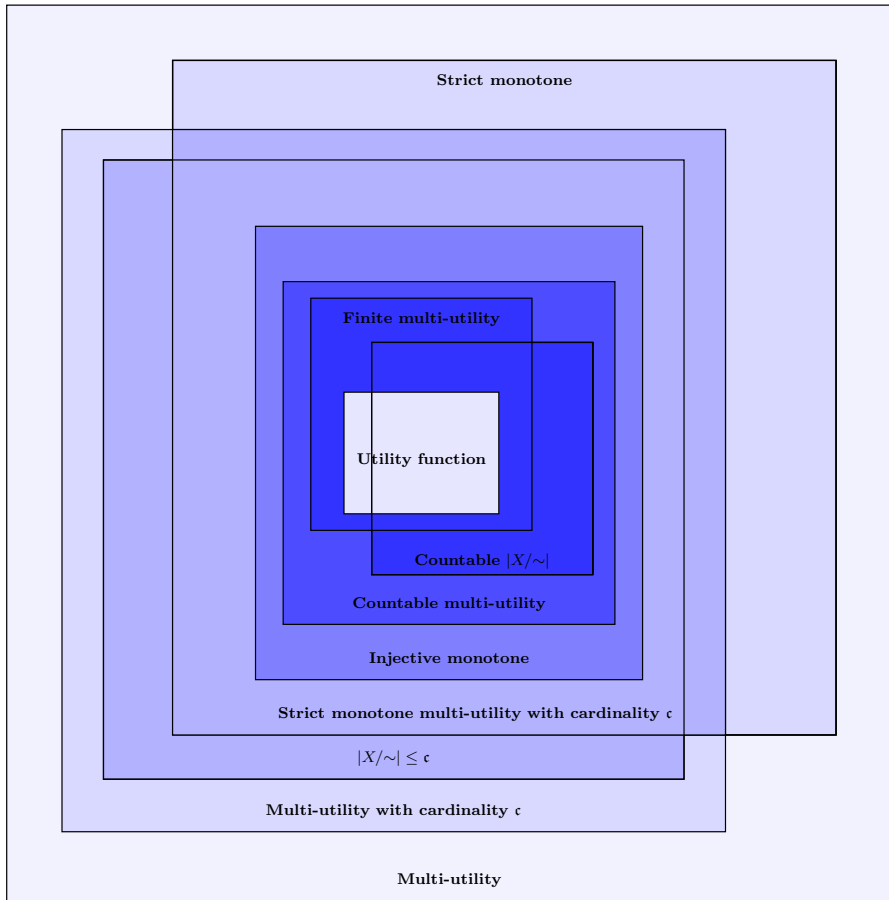 Strict monotone
Finite multi-utility
Utility function
Countable |X/∼|
Countable multi-utility
Injective monotone
Strict monotone multi-utility with cardinality 𝔠
|X/∼| ≤ 𝔠
Multi-utility with cardinality 𝔠
Multi-utility